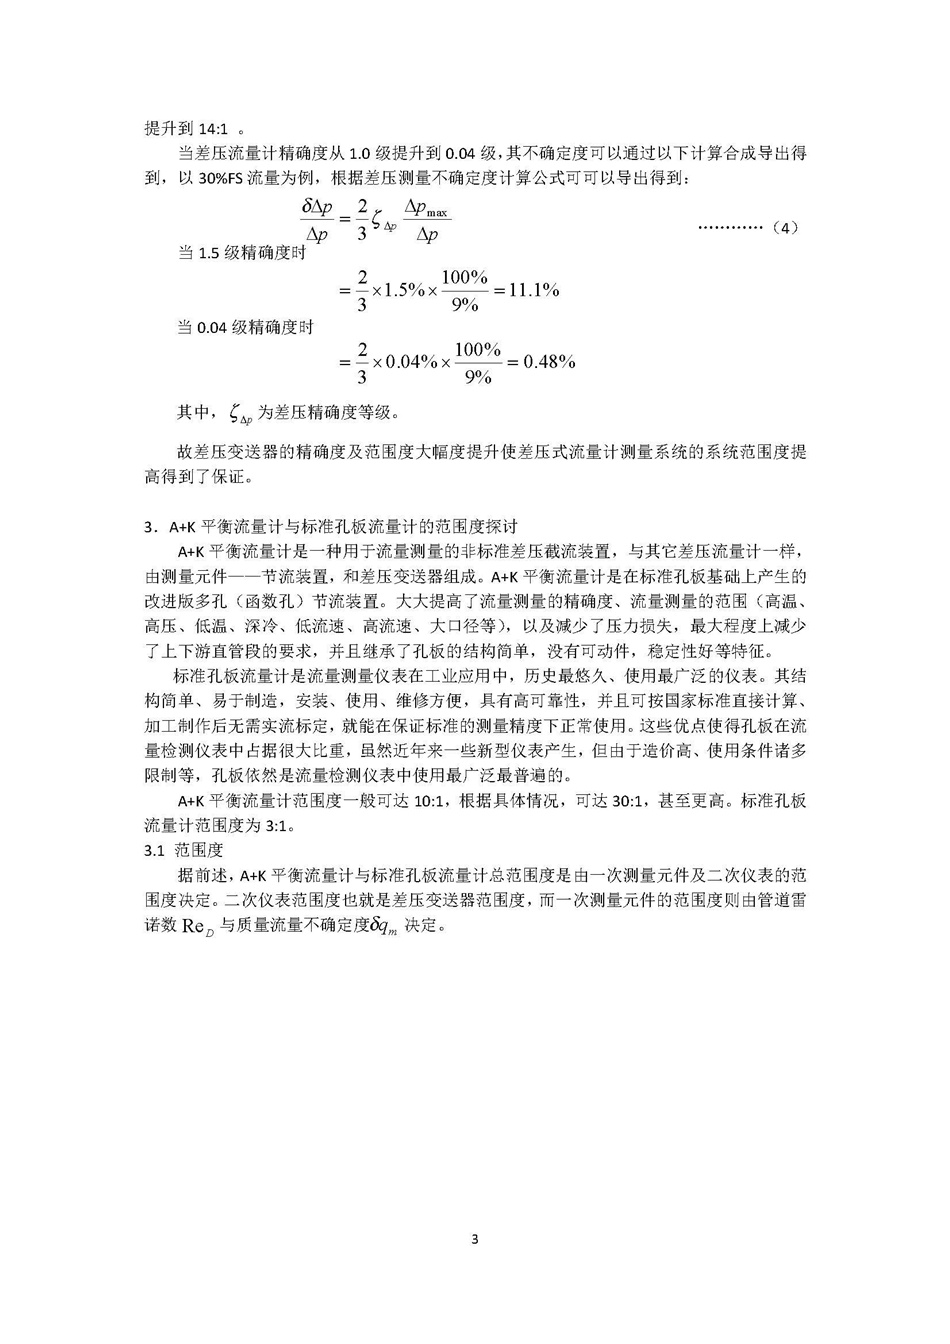 提升到 14:1 。
当差压流量计精确度从 1.0 级提升到 0.04 级，其不确定度可以通过以下计算合成导出得
到，以 30%FS 流量为例，根据差压测量不确定度计算公式可可以导出得到：
δΔp/Δp = 2/3 ζΔp Δpmax/Δp …………（4）
当 1.5 级精确度时
= 2/3 × 1.5% × 100%/9% = 11.1%
当 0.04 级精确度时
= 2/3 × 0.04% × 100%/9% = 0.48%
其中，ζΔp 为差压精确度等级。
故差压变送器的精确度及范围度大幅度提升使差压式流量计测量系统的系统范围度提
高得到了保证。
3．A+K 平衡流量计与标准孔板流量计的范围度探讨
A+K 平衡流量计是一种用于流量测量的非标准差压截流装置，与其它差压流量计一样，
由测量元件——节流装置，和差压变送器组成。A+K 平衡流量计是在标准孔板基础上产生的
改进版多孔（函数孔）节流装置。大大提高了流量测量的精确度、流量测量的范围（高温、
高压、低温、深冷、低流速、高流速、大口径等），以及减少了压力损失，最大程度上减少
了上下游直管段的要求，并且继承了孔板的结构简单，没有可动件，稳定性好等特征。
标准孔板流量计是流量测量仪表在工业应用中，历史最悠久、使用最广泛的仪表。其结
构简单、易于制造，安装、使用、维修方便，具有高可靠性，并且可按国家标准直接计算、
加工制作后无需实流标定，就能在保证标准的测量精度下正常使用。这些优点使得孔板在流
量检测仪表中占据很大比重，虽然近年来一些新型仪表产生，但由于造价高、使用条件诸多
限制等，孔板依然是流量检测仪表中使用最广泛最普遍的。
A+K 平衡流量计范围度一般可达 10:1，根据具体情况，可达 30:1，甚至更高。标准孔板
流量计范围度为 3:1。
3.1 范围度
据前述，A+K 平衡流量计与标准孔板流量计总范围度是由一次测量元件及二次仪表的范
围度决定。二次仪表范围度也就是差压变送器范围度，而一次测量元件的范围度则由管道雷
诺数 ReD 与质量流量不确定度δqm 决定。
3